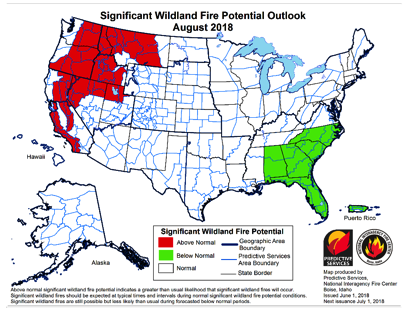 Significant Wildland Fire Potential Outlook
August 2018
Hawaii
Alaska
Puerto Rico
Significant Wildland Fire Potential
Above Normal
Below Normal
Normal
Geographic Area
Boundary
Predictive Services
Area Boundary
State Border
PREDICTIVE
SERVICES
Map produced by
Predictive Services,
National Interagency Fire Center
Boise, Idaho
Issued June 1, 2018
Next issuance July 1, 2018
Above normal significant wildland fire potential indicates a greater than usual likelihood that significant wildland fires will occur.
Significant wildland fires should be expected at typical times and intervals during normal significant wildland fire potential conditions.
Significant wildland fires are still possible but less likely than usual during forecasted below normal periods.